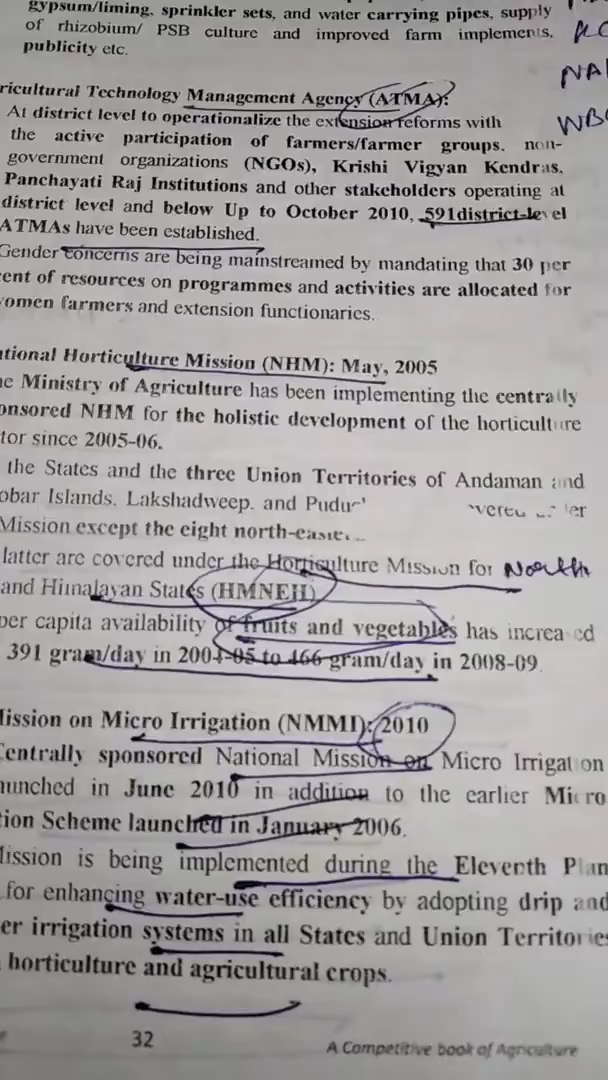 gypsum/liming, sprinkler sets, and water carrying pipes, supply
of rhizobium/ PSB culture and improved farm implements,
publicity etc.
NA
WB
ricultural Technology Management Agency (ATMA):
At district level to operationalize the extension reforms with
the active participation of farmers/farmer groups, non-
government organizations (NGOs), Krishi Vigyan Kendras,
Panchayati Raj Institutions and other stakeholders operating at
district level and below Up to October 2010, 591district-level
ATMAs have been established.
Gender concerns are being mainstreamed by mandating that 30 per
cent of resources on programmes and activities are allocated for
omen farmers and extension functionaries.
ational Horticulture Mission (NHM): May, 2005
e Ministry of Agriculture has been implementing the centrally
onsored NHM for the holistic development of the horticulture
tor since 2005-06.
the States and the three Union Territories of Andaman and
obar Islands, Lakshadweep, and Puduc
Mission except the eight north-easte
latter are covered under the Horticulture Mission for North
and Himalayan States (HMNEH)
per capita availability of fruits and vegetables has increased
391 gram/day in 2004-05 to 466 gram/day in 2008-09.
Mission on Micro Irrigation (NMMI): 2010
Centrally sponsored National Mission on Micro Irrigation
aunched in June 2010 in addition to the earlier Micro
tion Scheme launched in January 2006.
Mission is being implemented during the Eleventh Plan
for enhancing water-use efficiency by adopting drip and
er irrigation systems in all States and Union Territories
horticulture and agricultural crops.
32
A Competitive book of Agriculture